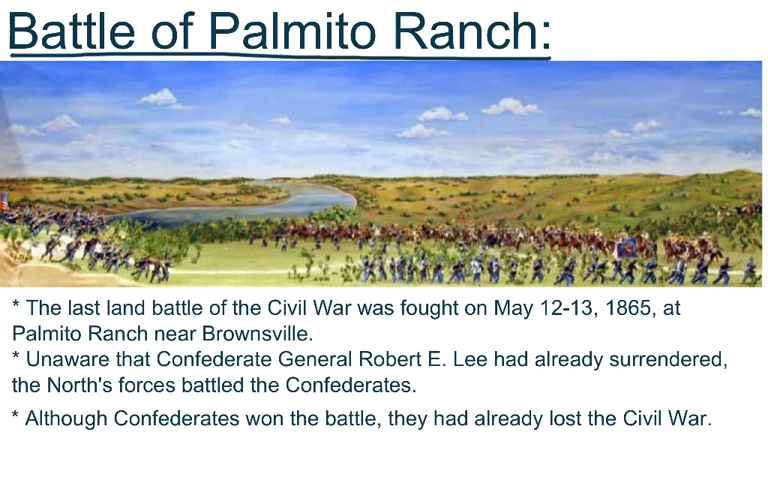 Battle of Palmito Ranch:
* The last land battle of the Civil War was fought on May 12-13, 1865, at
Palmito Ranch near Brownsville.
* Unaware that Confederate General Robert E. Lee had already surrendered,
the North's forces battled the Confederates.
* Although Confederates won the battle, they had already lost the Civil War.